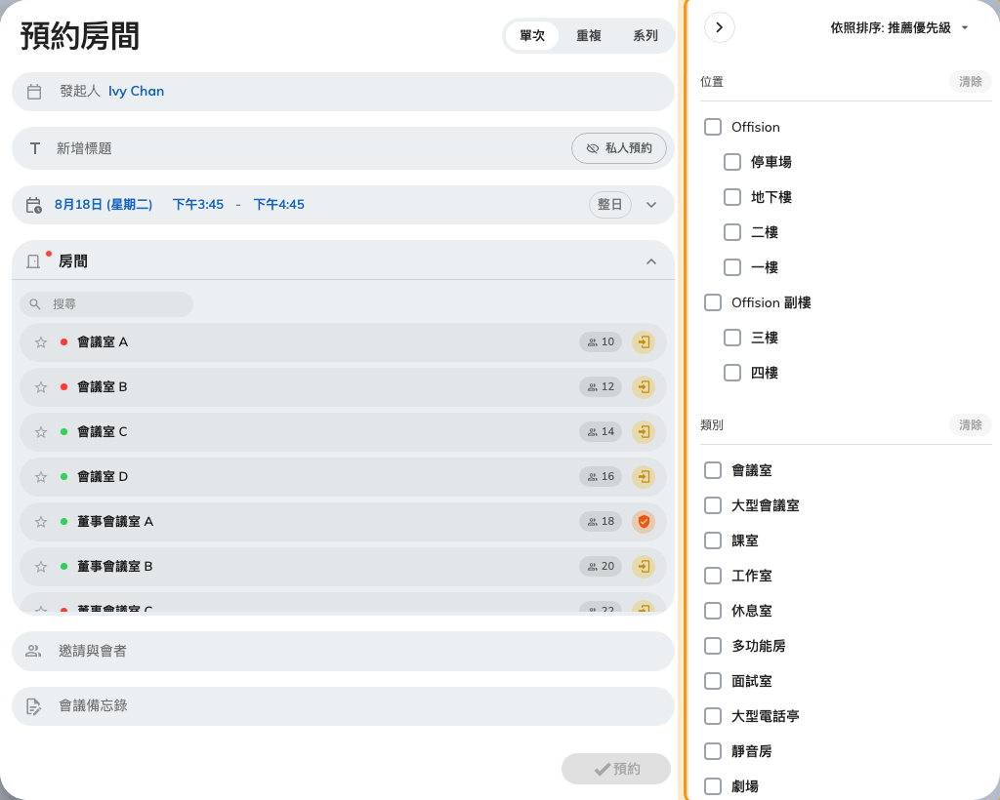 預約房間
單次 重複 系列
發起人 Ivy Chan
新增標題
私人預約
8月18日 (星期二) 下午3:45 - 下午4:45
整日
房間
搜尋
會議室 A 10
會議室 B 12
會議室 C 14
會議室 D 16
董事會議室 A 18
董事會議室 B 20
董事會議室 C 22
邀請與會者
會議備忘錄
預約
依照排序: 推薦優先級
位置 清除
Offision
停車場
地下樓
二樓
一樓
Offision 副樓
三樓
四樓
類別 清除
會議室
大型會議室
課室
工作室
休息室
多功能房
面試室
大型電話亭
靜音房
劇場